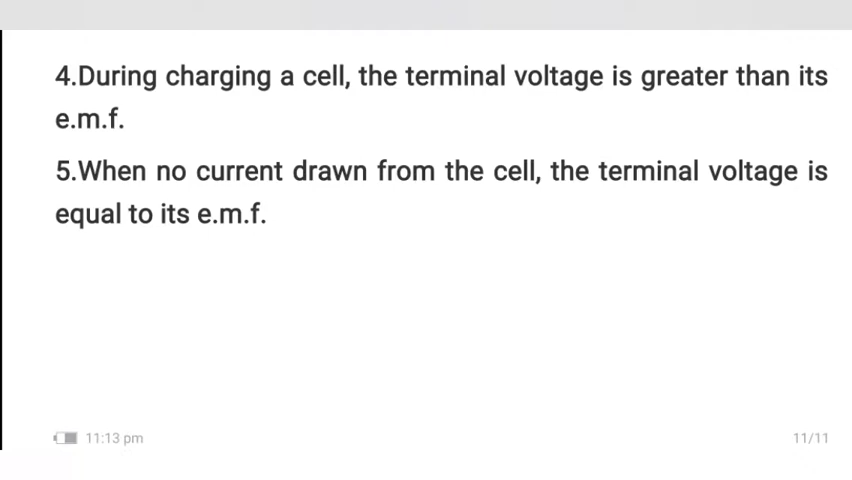 4.During charging a cell, the terminal voltage is greater than its
e.m.f.
5.When no current drawn from the cell, the terminal voltage is
equal to its e.m.f.
11:13 pm
11/11